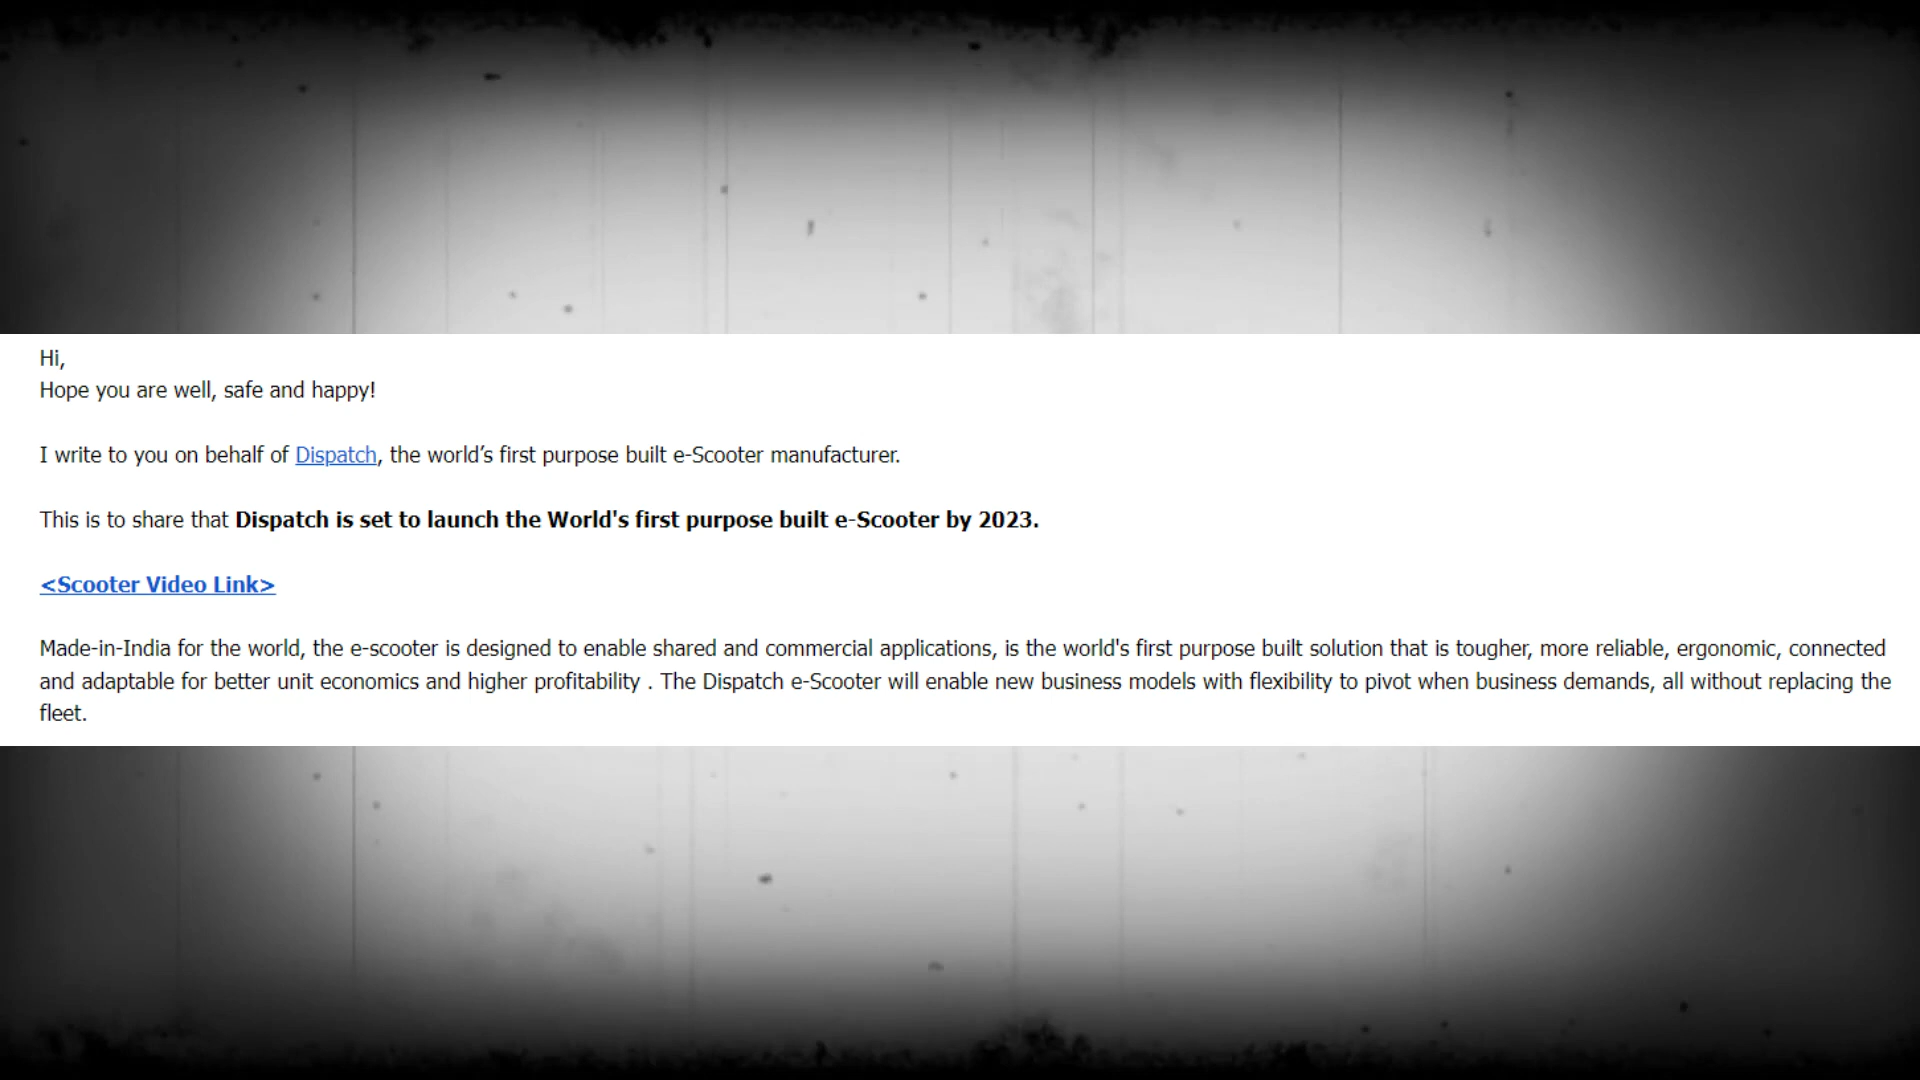 Hi,
Hope you are well, safe and happy!
I write to you on behalf of Dispatch, the world’s first purpose built e-Scooter manufacturer.
This is to share that Dispatch is set to launch the World's first purpose built e-Scooter by 2023.
<Scooter Video Link>
Made-in-India for the world, the e-scooter is designed to enable shared and commercial applications, is the world's first purpose built solution that is tougher, more reliable, ergonomic, connected
and adaptable for better unit economics and higher profitability . The Dispatch e-Scooter will enable new business models with flexibility to pivot when business demands, all without replacing the
fleet.